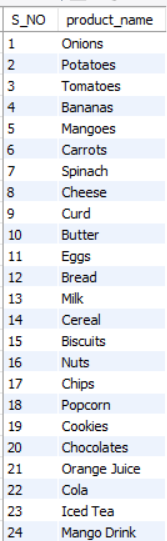 S_NO product_name
1 Onions
2 Potatoes
3 Tomatoes
4 Bananas
5 Mangoes
6 Carrots
7 Spinach
8 Cheese
9 Curd
10 Butter
11 Eggs
12 Bread
13 Milk
14 Cereal
15 Biscuits
16 Nuts
17 Chips
18 Popcorn
19 Cookies
20 Chocolates
21 Orange Juice
22 Cola
23 Iced Tea
24 Mango Drink